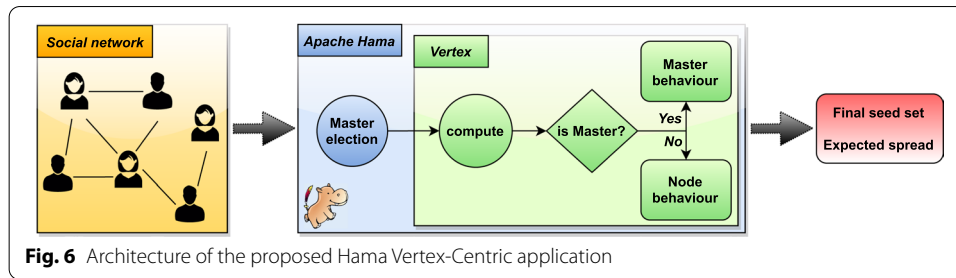 Social network
Apache Hama
Vertex
Master
election
compute
is Master?
Yes
No
Master
behaviour
Node
behaviour
Final seed set
Expected spread
Fig. 6 Architecture of the proposed Hama Vertex-Centric application